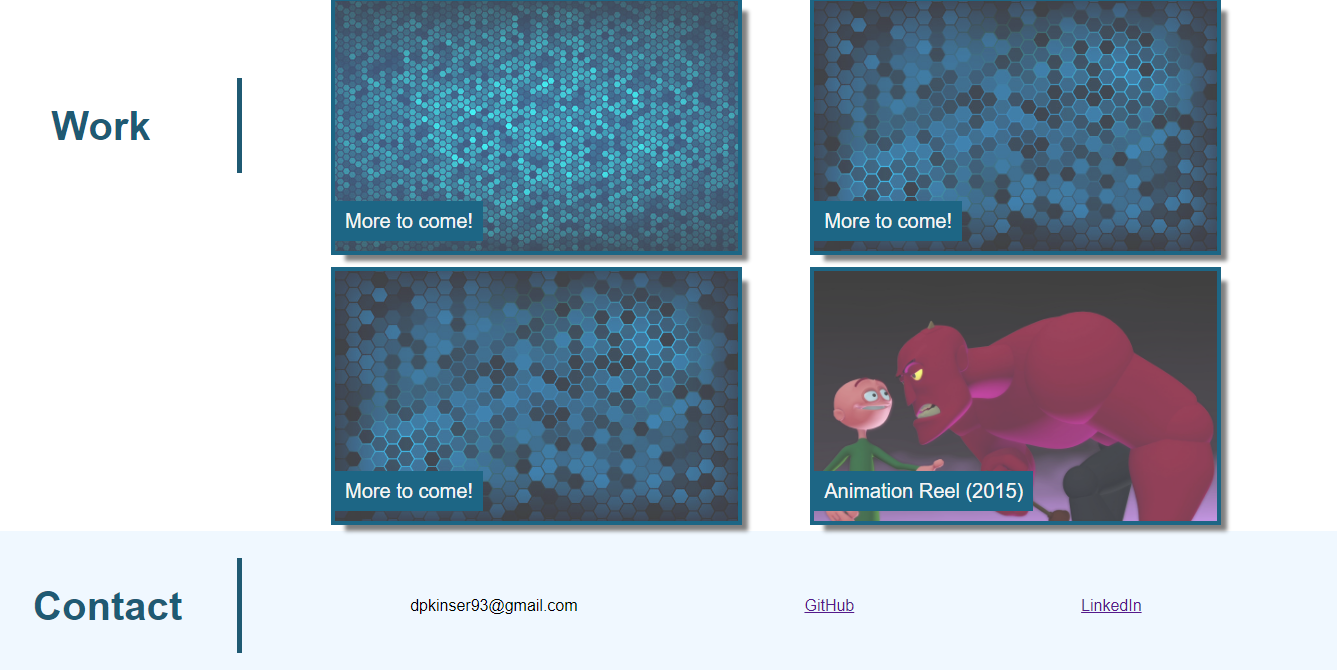 Work
More to come!
More to come!
More to come!
Animation Reel (2015)
Contact
dpkinser93@gmail.com
GitHub
LinkedIn